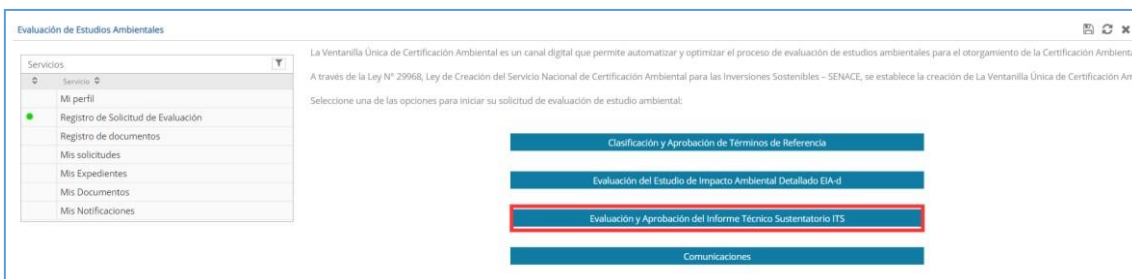 Evaluación de Estudios Ambientales
Servicios
Servicio
Mi perfil
Registro de Solicitud de Evaluación
Registro de documentos
Mis solicitudes
Mis Expedientes
Mis Documentos
Mis Notificaciones
La Ventanilla Única de Certificación Ambiental es un canal digital que permite automatizar y optimizar el proceso de evaluación de estudios ambientales para el otorgamiento de la Certificación
A través de la Ley N° 29968, Ley de Creación del Servicio Nacional de Certificación Ambiental para las Inversiones Sostenibles – SENACE, se establece la creación de La Ventanilla Única de Certificación
Seleccione una de las opciones para iniciar su solicitud de evaluación de estudio ambiental:
Clasificación y Aprobación de Términos de Referencia
Evaluación del Estudio de Impacto Ambiental Detallado EIA-d
Evaluación y Aprobación del Informe Técnico Sustentatorio ITS
Comunicaciones